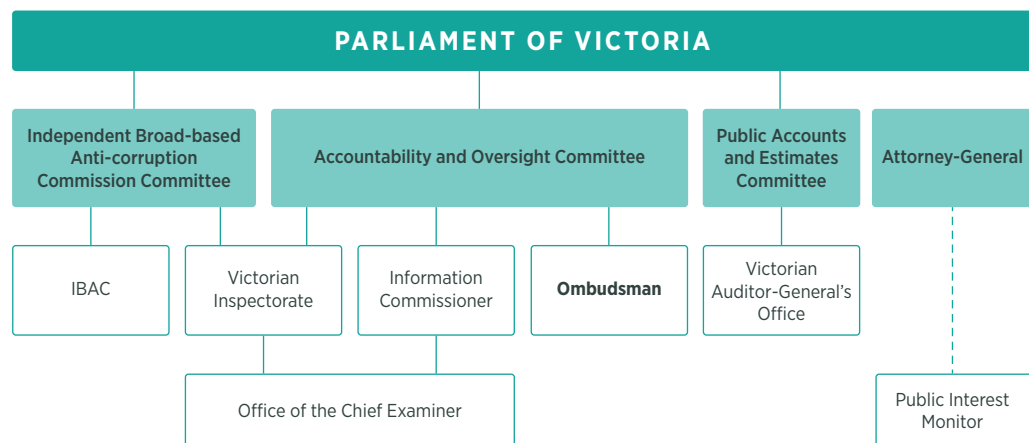 PARLIAMENT OF VICTORIA
Independent Broad-based
Anti-corruption
Commission Committee
Accountability and Oversight Committee
Public Accounts
and Estimates
Committee
Attorney-General
IBAC
Victorian
Inspectorate
Information
Commissioner
Ombudsman
Victorian
Auditor-General's
Office
Office of the Chief Examiner
Public Interest
Monitor